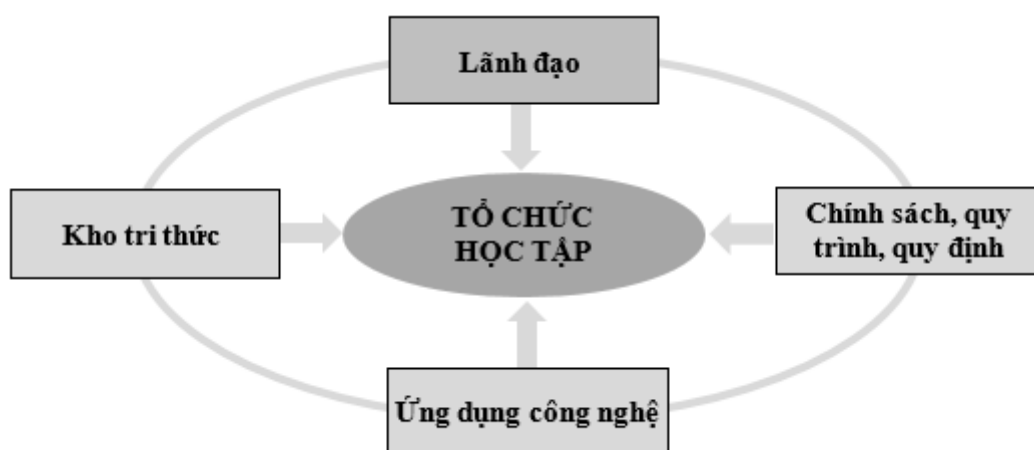 Lãnh đạo
Kho tri thức
TỔ CHỨC
HỌC TẬP
Chính sách, quy
trình, quy định
Ứng dụng công nghệ